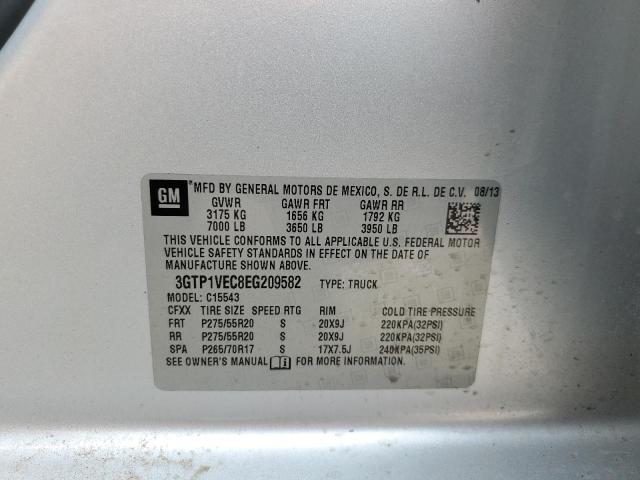 GM *MFD BY GENERAL MOTORS DE MEXICO, S. DE R.L. DE C.V. 08/13
GVWR GAWR FRT GAWR RR
3175 KG 1656 KG 1792 KG
7000 LB 3650 LB 3950 LB
THIS VEHICLE CONFORMS TO ALL APPLICABLE U.S. FEDERAL MOTOR
VEHICLE SAFETY STANDARDS IN EFFECT ON THE DATE OF
MANUFACTURE SHOWN ABOVE.
3GTP1VEC8EG209582 TYPE: TRUCK
MODEL: C15543
CFXX TIRE SIZE SPEED RTG RIM COLD TIRE PRESSURE
FRT P275/55R20 S 20X9J 220KPA(32PSI)
RR P275/55R20 S 20X9J 220KPA(32PSI)
SPA P265/70R17 S 17X7.5J 240KPA(35PSI)
SEE OWNER'S MANUAL FOR MORE INFORMATION.